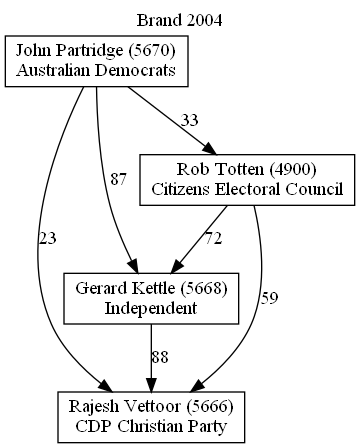 Brand 2004
John Partridge (5670)
Australian Democrats
33
Rob Totten (4900)
Citizens Electoral Council
87
23
72
59
Gerard Kettle (5668)
Independent
88
Rajesh Vettoor (5666)
CDP Christian Party